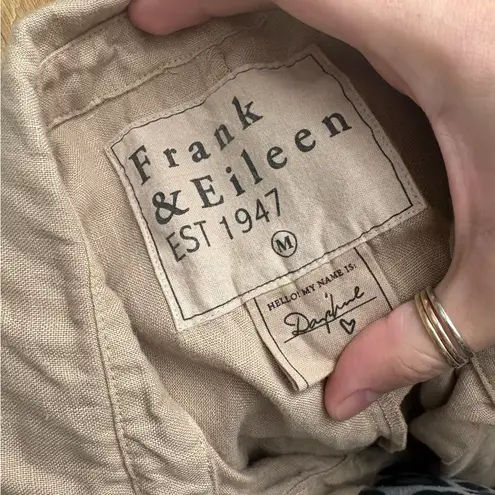 Frank
& Eileen
EST 1947
M
HELLO! MY NAME IS:
Daphne